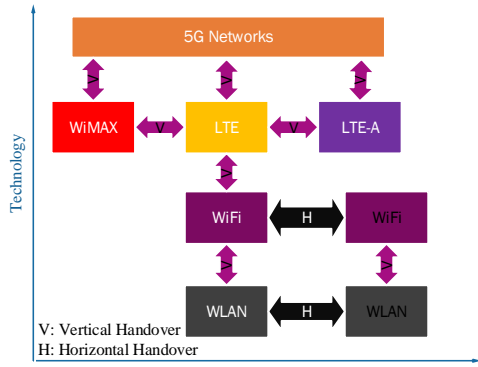 5G Networks
V V V
WiMAX V LTE V LTE-A
V
WiFi H WiFi
V V
WLAN H WLAN
V: Vertical Handover
H: Horizontal Handover
Technology